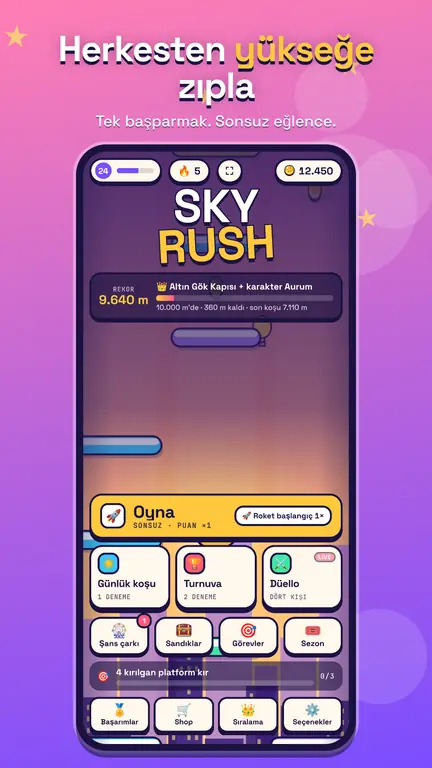 Herkesten yükseğe
zıpla
Tek başparmak. Sonsuz eğlence.
24
5
12.450
SKY
RUSH
REKOR
9.640 m
Altın Gök Kapısı + karakter Aurum
10.000 m'de · 360 m kaldı · son koşu 7.110 m
Oyna
SONSUZ · PUAN ×1
Roket başlangıç 1×
Günlük koşu
1 DENEME
Turnuva
2 DENEME
Düello
DÖRT KİŞİ
Şans çarkı
1
Sandıklar
Görevler
Sezon
4 kırılgan platform kır
0/3
Başarımlar
Shop
Sıralama
Seçenekler